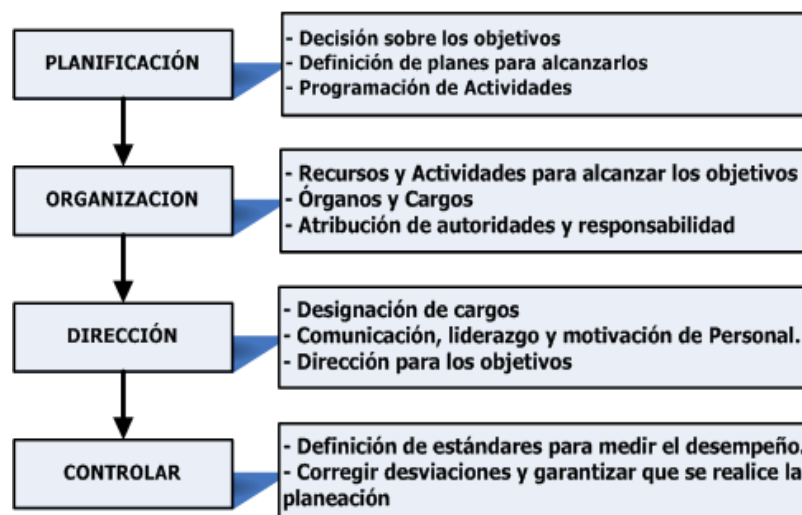 PLANIFICACIÓN
- Decisión sobre los objetivos
- Definición de planes para alcanzarlos
- Programación de Actividades
ORGANIZACION
- Recursos y Actividades para alcanzar los objetivos
- Órganos y Cargos
- Atribución de autoridades y responsabilidad
DIRECCIÓN
- Designación de cargos
- Comunicación, liderazgo y motivación de Personal.
- Dirección para los objetivos
CONTROLAR
- Definición de estándares para medir el desempeño.
- Corregir desviaciones y garantizar que se realice la
planeación